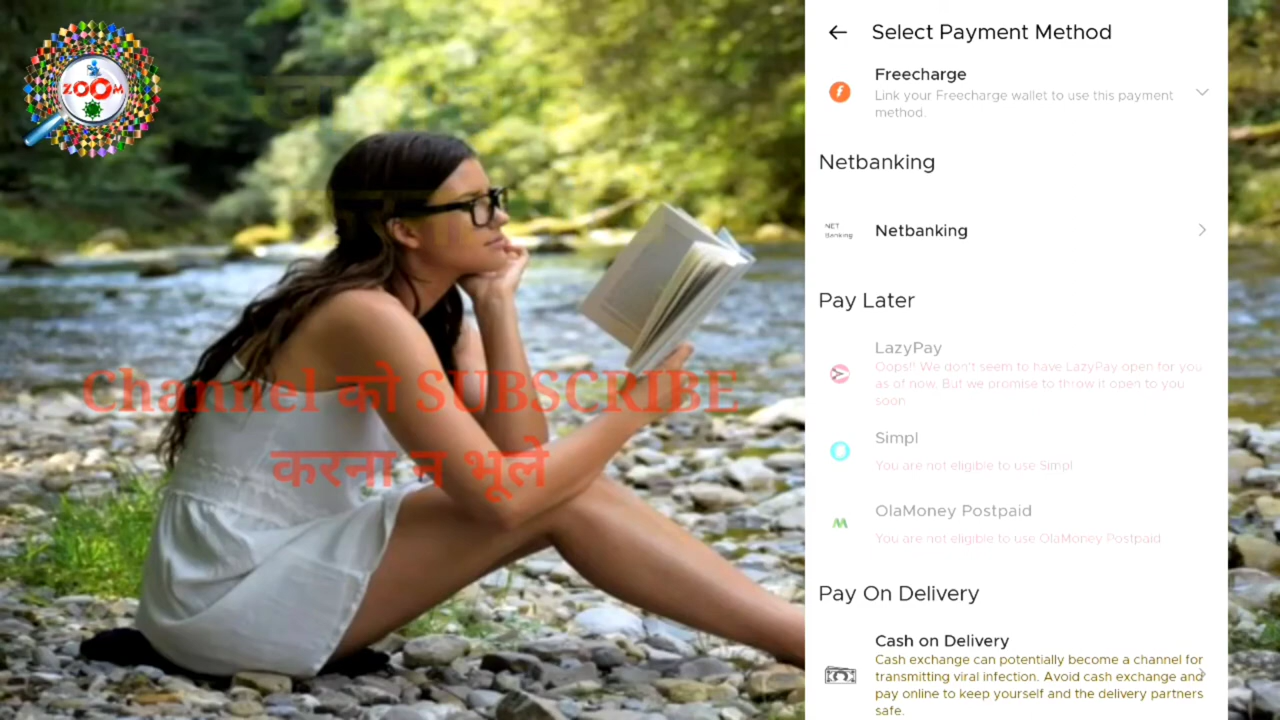 ZOOM
Channel को SUBSCRIBE
करना न भूले
Select Payment Method
Freecharge
Link your Freecharge wallet to use this payment
method.
Netbanking
NET
Banking
Netbanking
Pay Later
LazyPay
Oops!! We don't seem to have LazyPay open for you
as of now. But we promise to throw it open to you
soon
Simpl
You are not eligible to use Simpl
OlaMoney Postpaid
You are not eligible to use OlaMoney Postpaid
Pay On Delivery
Cash on Delivery
Cash exchange can potentially become a channel for
transmitting viral infection. Avoid cash exchange and
pay online to keep yourself and the delivery partners
safe.